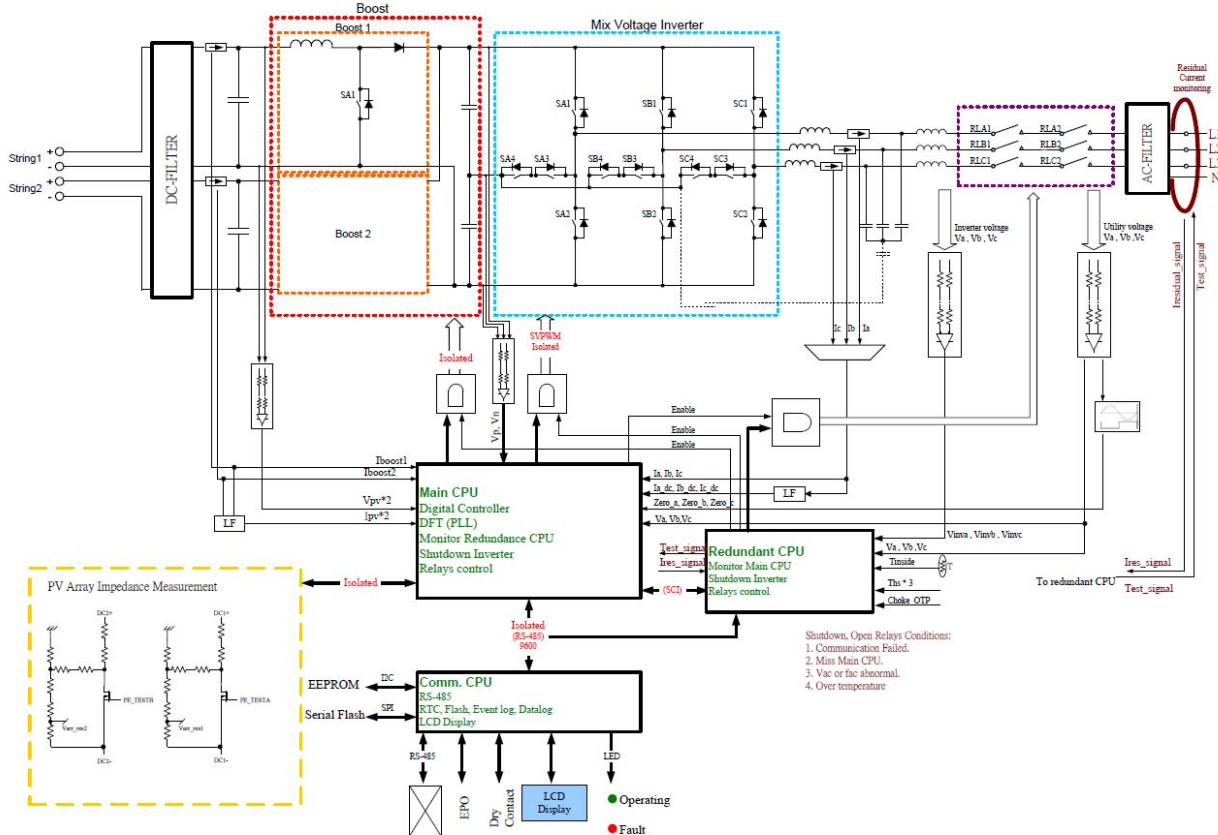 Boost
Boost 1
Mix Voltage Inverter
Residual
Current
monitoring
DC-FILTER
SA1
SA1
SB1
SC1
RLA1
RLA2
RLB1
RLB2
RLC1
RLC2
AC-FILTER
L1
L2
L3
N
String1
+
-
String2
+
-
SA4
SA3
SB4
SB3
SC4
SC3
SA2
SB2
SC2
Boost 2
Inverter voltage
Va , Vb , Vc
Utility voltage
Va , Vb ,Vc
Iresidual_signal
Test_signal
Ic
Ib
Ia
Isolated
SVPWM
Isolated
Vp, Vn
Enable
Enable
Enable
Iboost1
Iboost2
Vpv*2
Ipv*2
LF
Main CPU
Digital Controller
DFT (PLL)
Monitor Redundance CPU
Shutdown Inverter
Relays control
Ia, Ib, Ic
Ia_dc, Ib_dc, Ic_dc
LF
Zero_a, Zero_b, Zero_c
Va, Vb,Vc
Test_signal
Ires_signal
Redundant CPU
Monitor Main CPU
Shutdown Inverter
Relays control
Vinva , Vinvb , Vinvc
Va , Vb, Vc
Tinside
T
Ths * 3
Choke_OTP
Ires_signal
To redundant CPU
Test_signal
Isolated
(SCI)
Isolated
(RS-485)
9600
PV Array Impedance Measurement
DC2+
DC1+
PE_TESTB
PE_TESTA
DC2-
DC1-
Shutdown, Open Relays Conditions:
1. Communication Failed.
2. Miss Main CPU.
3. Vac or fac abnormal.
4. Over temperature
EEPROM
I2C
Serial Flash
SPI
Comm. CPU
RS-485
RTC, Flash, Event log, Datalog
LCD Display
RS-485
EPO
Dry
Contact
LCD
Display
LED
Operating
Fault